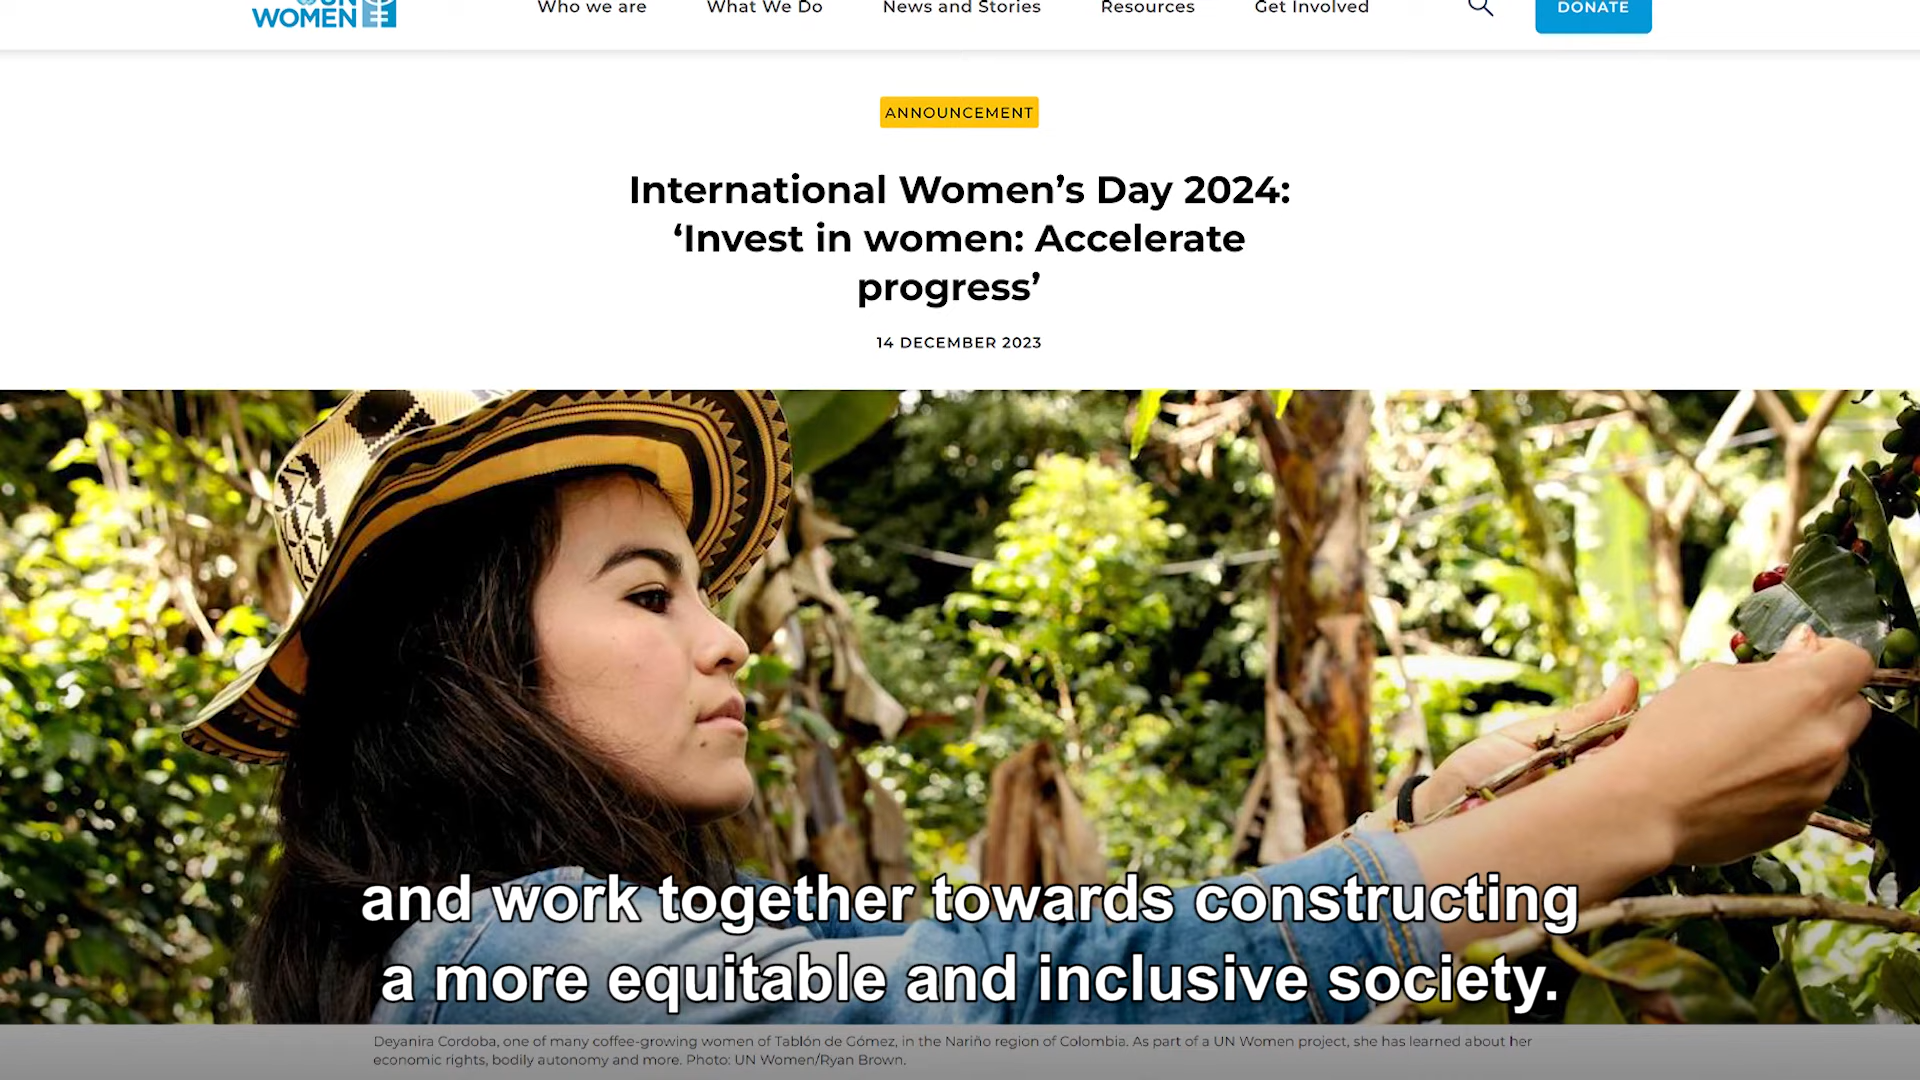 UN
WOMEN
Who we are
What We Do
News and Stories
Resources
Get Involved
DONATE
ANNOUNCEMENT
International Women’s Day 2024:
‘Invest in women: Accelerate
progress’
14 DECEMBER 2023
and work together towards constructing
a more equitable and inclusive society.
Deyanira Cordoba, one of many coffee-growing women of Tablón de Gómez, in the Nariño region of Colombia. As part of a UN Women project, she has learned about her
economic rights, bodily autonomy and more. Photo: UN Women/Ryan Brown.